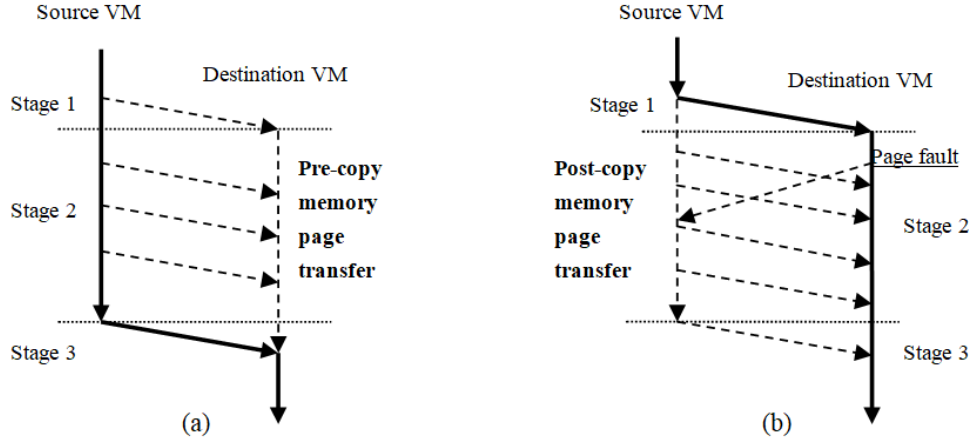 Source VM
Destination VM
Stage 1
Pre-copy
memory
Stage 2
page
transfer
Stage 3
(a)
Source VM
Destination VM
Stage 1
Page fault
Post-copy
memory
Stage 2
page
transfer
Stage 3
(b)